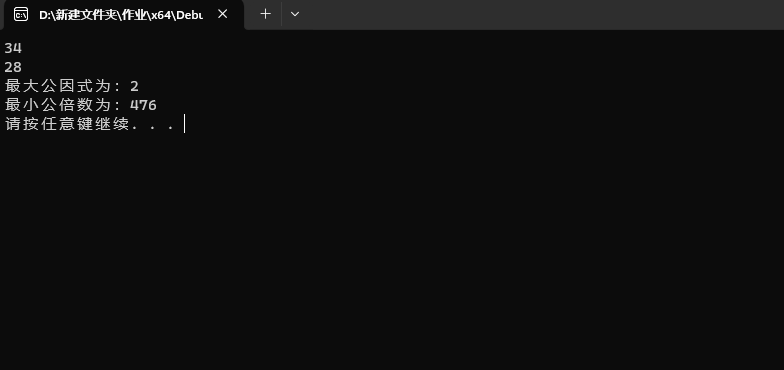 D:\新建文件夹\作业\x64\Debu
34
28
最大公因式为: 2
最小公倍数为: 476
请按任意键继续. . .